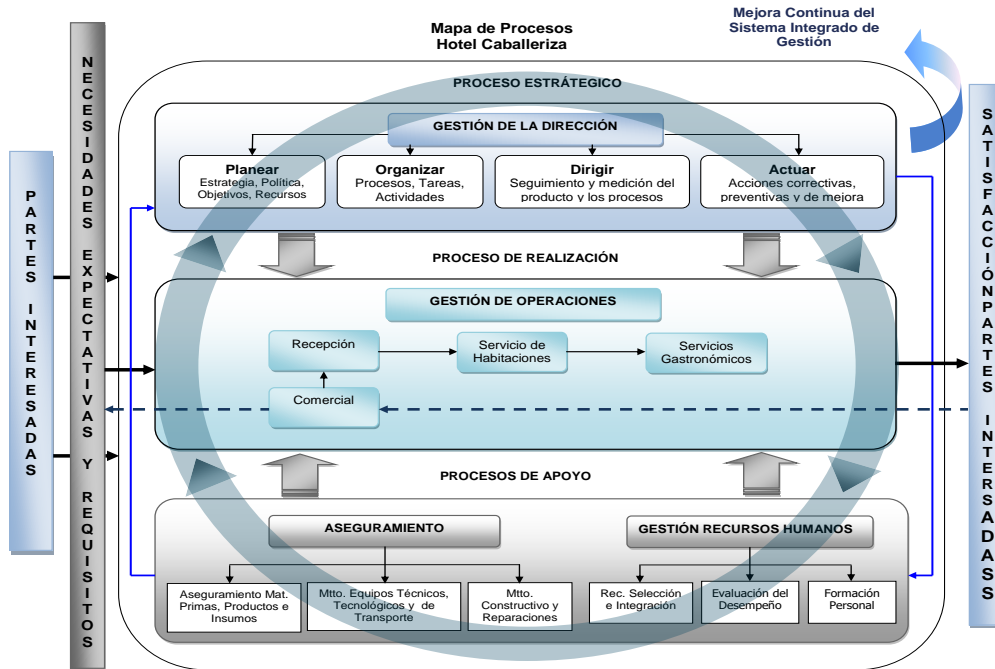 Mapa de Procesos
Hotel Caballeriza
Mejora Continua del
Sistema Integrado de
Gestión
PARTES INTERESADAS
NECESIDADES EXPECTATIVAS Y REQUISITOS
PROCESO ESTRÁTEGICO
GESTIÓN DE LA DIRECCIÓN
Planear
Estrategia, Política,
Objetivos, Recursos
Organizar
Procesos, Tareas,
Actividades
Dirigir
Seguimiento y medición del
producto y los procesos
Actuar
Acciones correctivas,
preventivas y de mejora
PROCESO DE REALIZACIÓN
GESTIÓN DE OPERACIONES
Recepción
Servicio de
Habitaciones
Servicios
Gastronómicos
Comercial
PROCESOS DE APOYO
ASEGURAMIENTO
Aseguramiento Mat.
Primas, Productos e
Insumos
Mtto. Equipos Técnicos,
Tecnológicos y de
Transporte
Mtto.
Constructivo y
Reparaciones
GESTIÓN RECURSOS HUMANOS
Rec. Selección
e Integración
Evaluación del
Desempeño
Formación
Personal
SATISFACCIÓNPARTES INTERSADASS